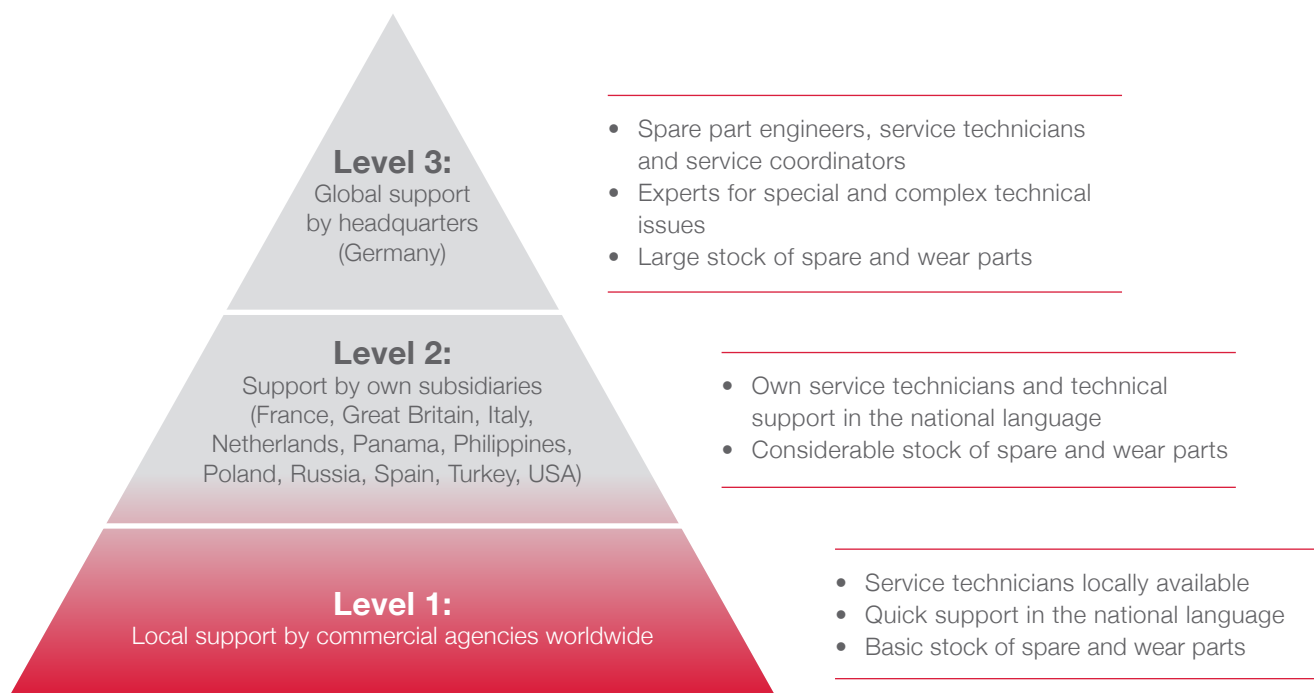 Level 3:
Global support
by headquarters
(Germany)
• Spare part engineers, service technicians
and service coordinators
• Experts for special and complex technical
issues
• Large stock of spare and wear parts
Level 2:
Support by own subsidiaries
(France, Great Britain, Italy,
Netherlands, Panama, Philippines,
Poland, Russia, Spain, Turkey, USA)
• Own service technicians and technical
support in the national language
• Considerable stock of spare and wear parts
Level 1:
Local support by commercial agencies worldwide
• Service technicians locally available
• Quick support in the national language
• Basic stock of spare and wear parts